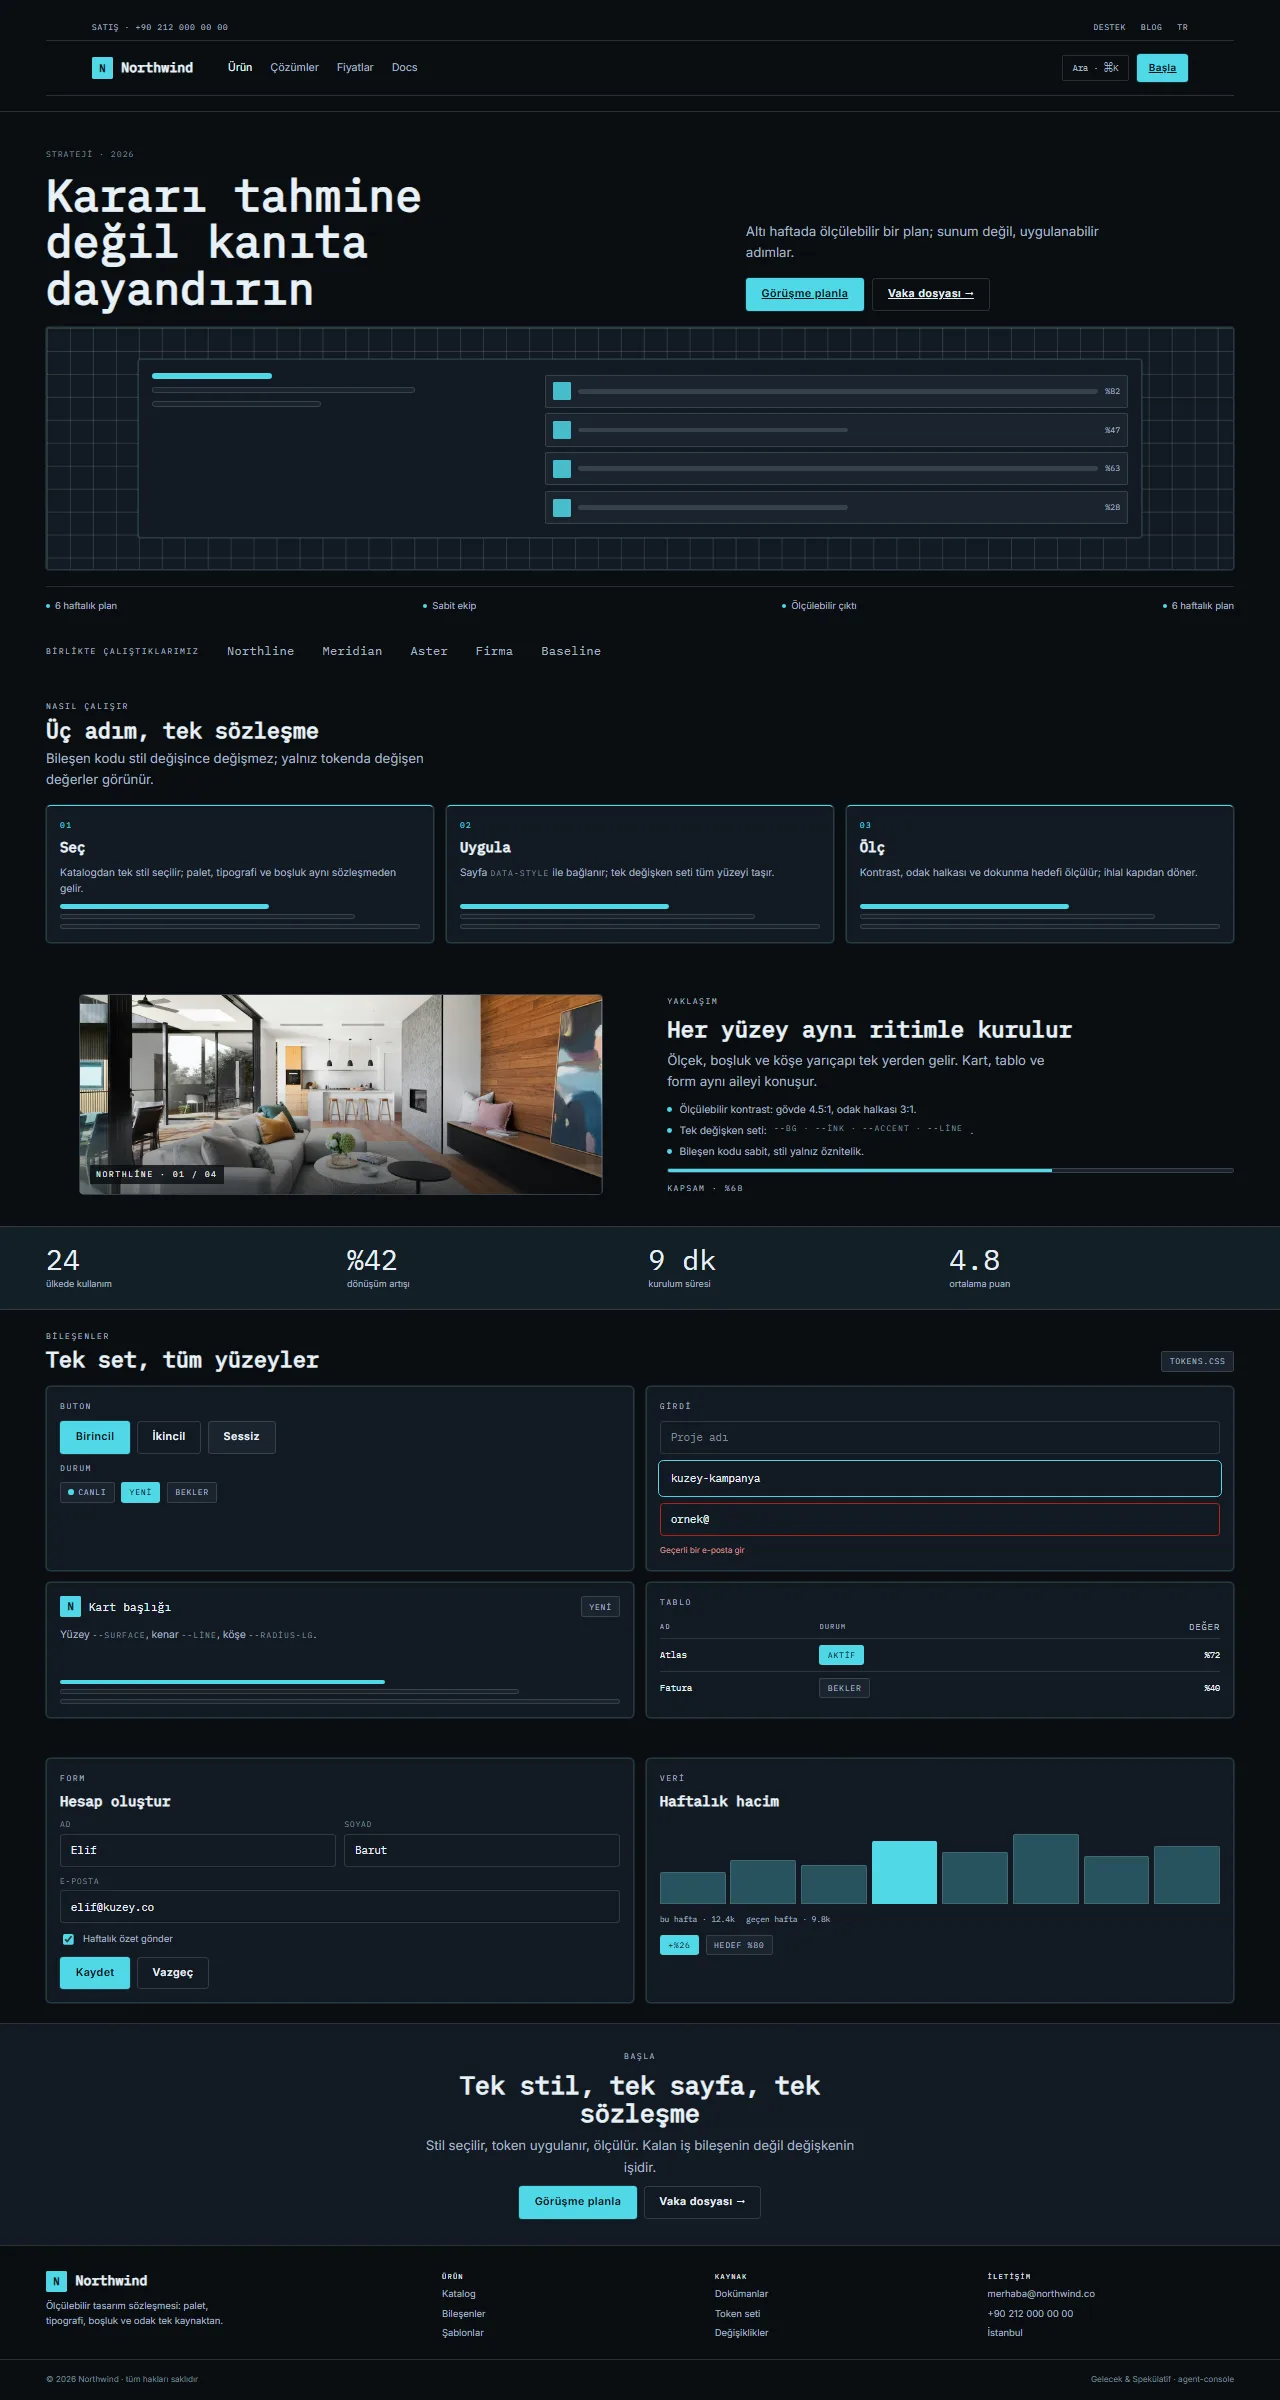 SATIŞ · +90 212 000 00 00
DESTEK BLOG TR
N Northwind Ürün Çözümler Fiyatlar Docs
Ara · ⌘K Başla
STRATEJİ · 2026
Kararı tahmine
değil kanıta
dayandırın
Altı haftada ölçülebilir bir plan; sunum değil, uygulanabilir
adımlar.
Görüşme planla Vaka dosyası →
%82
%47
%63
%28
6 haftalık plan Sabit ekip Ölçülebilir çıktı 6 haftalık plan
BİRLİKTE ÇALIŞTIKLARIMIZ Northline Meridian Aster Firma Baseline
NASIL ÇALIŞIR
Üç adım, tek sözleşme
Bileşen kodu stil değişince değişmez; yalnız tokenda değişen
değerler görünür.
01
Seç
Katalogdan tek stil seçilir; palet, tipografi ve boşluk aynı sözleşmeden
gelir.
02
Uygula
Sayfa DATA-STYLE ile bağlanır; tek değişken seti tüm yüzeyi taşır.
03
Ölç
Kontrast, odak halkası ve dokunma hedefi ölçülür; ihlal kapıdan döner.
NORTHLİNE · 01 / 04
YAKLAŞIM
Her yüzey aynı ritimle kurulur
Ölçek, boşluk ve köşe yarıçapı tek yerden gelir. Kart, tablo ve
form aynı aileyi konuşur.
Ölçülebilir kontrast: gövde 4.5:1, odak halkası 3:1.
Tek değişken seti: --BG · --İNK · --ACCENT · --LİNE .
Bileşen kodu sabit, stil yalnız öznitelik.
KAPSAM · %68
24
ülkede kullanım
%42
dönüşüm artışı
9 dk
kurulum süresi
4.8
ortalama puan
BİLEŞENLER
Tek set, tüm yüzeyler
TOKENS.CSS
BUTON
Birincil İkincil Sessiz
DURUM
CANLI YENİ BEKLER
GİRDİ
Proje adı
kuzey-kampanya
ornek@
Geçerli bir e-posta gir
N Kart başlığı YENİ
Yüzey --SURFACE, kenar --LİNE, köşe --RADİUS-LG.
TABLO
AD DURUM DEĞER
Atlas AKTİF %72
Fatura BEKLER %40
FORM
Hesap oluştur
AD SOYAD
Elif Barut
E-POSTA
elif@kuzey.co
Haftalık özet gönder
Kaydet Vazgeç
VERİ
Haftalık hacim
bu hafta · 12.4k geçen hafta · 9.8k
+%26 HEDEF %80
BAŞLA
Tek stil, tek sayfa, tek
sözleşme
Stil seçilir, token uygulanır, ölçülür. Kalan iş bileşenin değil değişkenin
işidir.
Görüşme planla Vaka dosyası →
N Northwind
Ölçülebilir tasarım sözleşmesi: palet,
tipografi, boşluk ve odak tek kaynaktan.
ÜRÜN
Katalog
Bileşenler
Şablonlar
KAYNAK
Dokümanlar
Token seti
Değişiklikler
İLETİŞİM
merhaba@northwind.co
+90 212 000 00 00
İstanbul
© 2026 Northwind · tüm hakları saklıdır
Gelecek & Spekülatif · agent-console